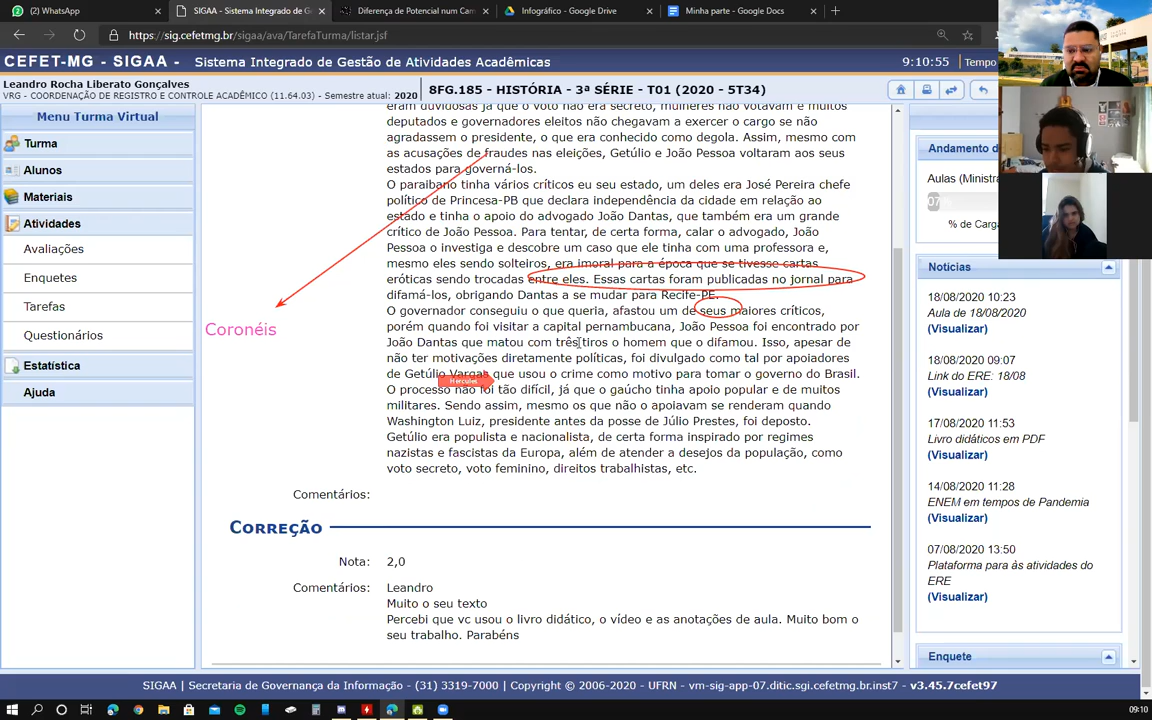 (2) WhatsApp
SIGAA - Sistema Integrado de G
Diferença de Potencial num Cam
Infográfico - Google Drive
Minha parte - Google Docs
https://sig.cefetmg.br/sigaa/ava/TarefaTurma/listar.jsf
CEFET-MG - SIGAA - Sistema Integrado de Gestão de Atividades Acadêmicas
9:10:55 Tempo
Leandro Rocha Liberato Gonçalves
VRG - COORDENAÇÃO DE REGISTRO E CONTROLE ACADÊMICO (11.64.03) - Semestre atual: 2020
8FG.185 - HISTÓRIA - 3ª SÉRIE - T01 (2020 - 5T34)
Menu Turma Virtual
Turma
Alunos
Materiais
Atividades
Avaliações
Enquetes
Tarefas
Questionários
Estatística
Ajuda
eram duvidosas já que o voto não era secreto, mulheres não votavam e muitos
deputados e governadores eleitos não chegavam a exercer o cargo se não
agradassem o presidente, o que era conhecido como degola. Assim, mesmo com
as acusações de fraudes nas eleições, Getúlio e João Pessoa voltaram aos seus
estados para governá-los.
O paraibano tinha vários críticos eu seu estado, um deles era José Pereira chefe
político de Princesa-PB que declara independência da cidade em relação ao
estado e tinha o apoio do advogado João Dantas, que também era um grande
crítico de João Pessoa. Para tentar, de certa forma, calar o advogado, João
Pessoa o investiga e descobre um caso que ele tinha com uma professora e,
mesmo eles sendo solteiros, era imoral para a época que se tivesse cartas
eróticas sendo trocadas entre eles. Essas cartas foram publicadas no jornal para
difamá-los, obrigando Dantas a se mudar para Recife-PE.
O governador conseguiu o que queria, afastou um de seus maiores críticos,
porém quando foi visitar a capital pernambucana, João Pessoa foi encontrado por
João Dantas que matou com três tiros o homem que o difamou. Isso, apesar de
não ter motivações diretamente políticas, foi divulgado como tal por apoiadores
de Getúlio Vargas que usou o crime como motivo para tomar o governo do Brasil.
O processo não foi tão difícil, já que o gaúcho tinha apoio popular e de muitos
militares. Sendo assim, mesmo os que não o apoiavam se renderam quando
Washington Luiz, presidente antes da posse de Júlio Prestes, foi deposto.
Getúlio era populista e nacionalista, de certa forma inspirado por regimes
nazistas e fascistas da Europa, além de atender a desejos da população, como
voto secreto, voto feminino, direitos trabalhistas, etc.
Coronéis
Hércules
Comentários:
CORREÇÃO
Nota: 2,0
Comentários: Leandro
Muito o seu texto
Percebi que vc usou o livro didático, o vídeo e as anotações de aula. Muito bom o
seu trabalho. Parabéns
Andamento d
Aulas (Ministra
07
% de Carg
Noticias
18/08/2020 10:23
Aula de 18/08/2020
(Visualizar)
18/08/2020 09:07
Link do ERE: 18/08
(Visualizar)
17/08/2020 11:53
Livro didáticos em PDF
(Visualizar)
14/08/2020 11:28
ENEM em tempos de Pandemia
(Visualizar)
07/08/2020 13:50
Plataforma para às atividades do
ERE
(Visualizar)
Enquete
SIGAA | Secretaria de Governança da Informação - (31) 3319-7000 | Copyright © 2006-2020 - UFRN - vm-sig-app-07.ditic.sgi.cefetmg.br.inst7 - v3.45.7cefet97
09:10